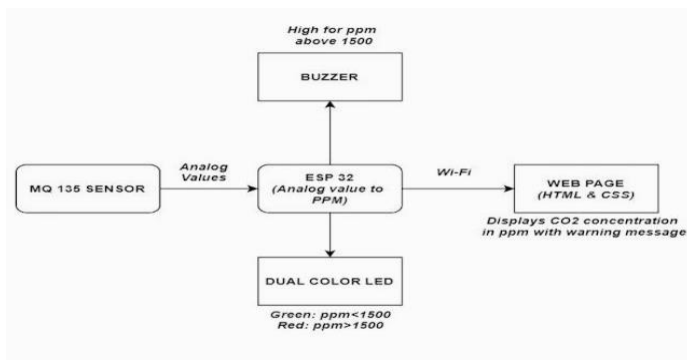 High for ppm
above 1500
BUZZER
MQ 135 SENSOR
Analog
Values
ESP 32
(Analog value to
PPM)
Wi-Fi
WEB PAGE
(HTML & CSS)
Displays CO2 concentration
in ppm with warning message
DUAL COLOR LED
Green: ppm<1500
Red: ppm>1500